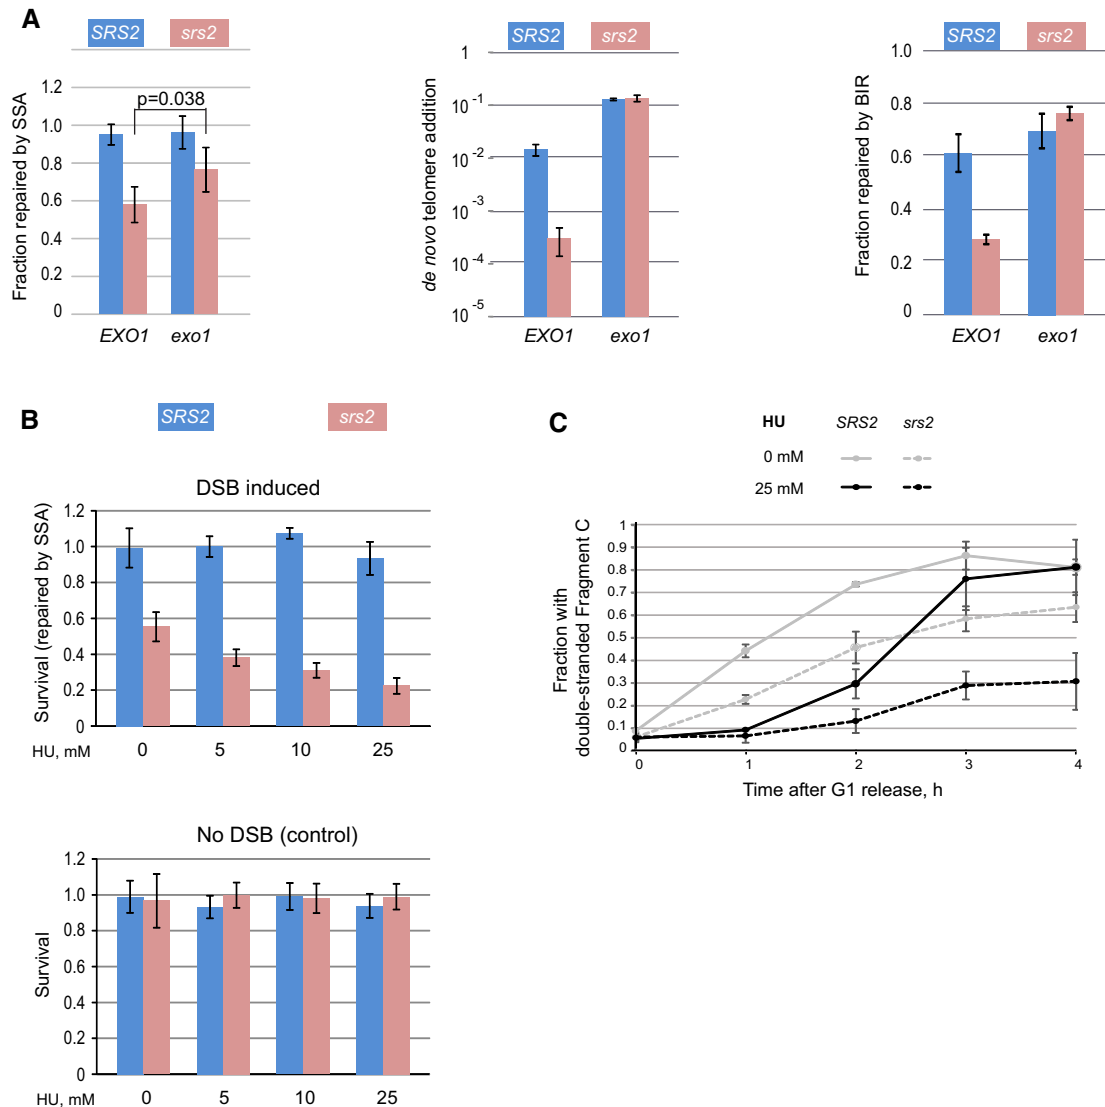 A
SRS2 srs2
Fraction repaired by SSA
1.2
1.0
0.8
0.6
0.4
0.2
0
p=0.038
EXO1 exo1
SRS2 srs2
de novo telomere addition
1
10-1
10-2
10-3
10-4
10-5
EXO1 exo1
SRS2 srs2
Fraction repaired by BIR
1.0
0.8
0.6
0.4
0.2
0
EXO1 exo1
B
SRS2 srs2
DSB induced
Survival (repaired by SSA)
1.2
1.0
0.8
0.6
0.4
0.2
0
HU, mM 0 5 10 25
No DSB (control)
Survival
1.2
1.0
0.8
0.6
0.4
0.2
0
HU, mM 0 5 10 25
C
HU SRS2 srs2
0 mM
25 mM
Fraction with
double-stranded Fragment C
1
0.9
0.8
0.7
0.6
0.5
0.4
0.3
0.2
0.1
0
0 1 2 3 4
Time after G1 release, h